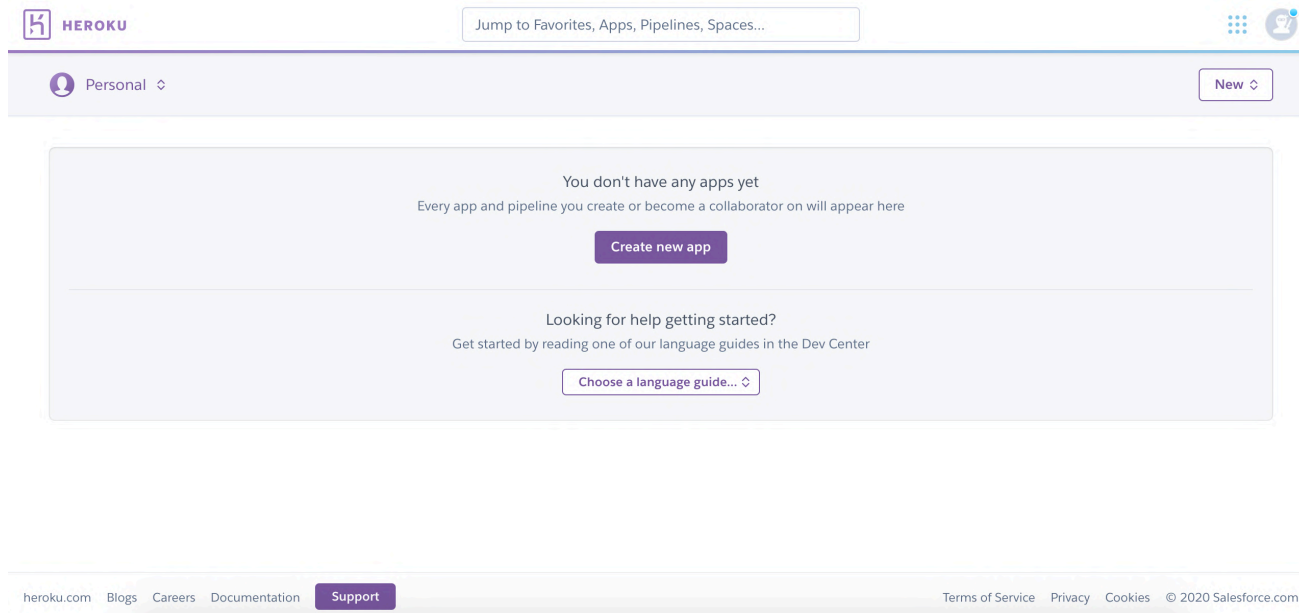 HEROKU
Jump to Favorites, Apps, Pipelines, Spaces...
Personal
New
You don't have any apps yet
Every app and pipeline you create or become a collaborator on will appear here
Create new app
Looking for help getting started?
Get started by reading one of our language guides in the Dev Center
Choose a language guide...
heroku.com Blogs Careers Documentation Support Terms of Service Privacy Cookies © 2020 Salesforce.com